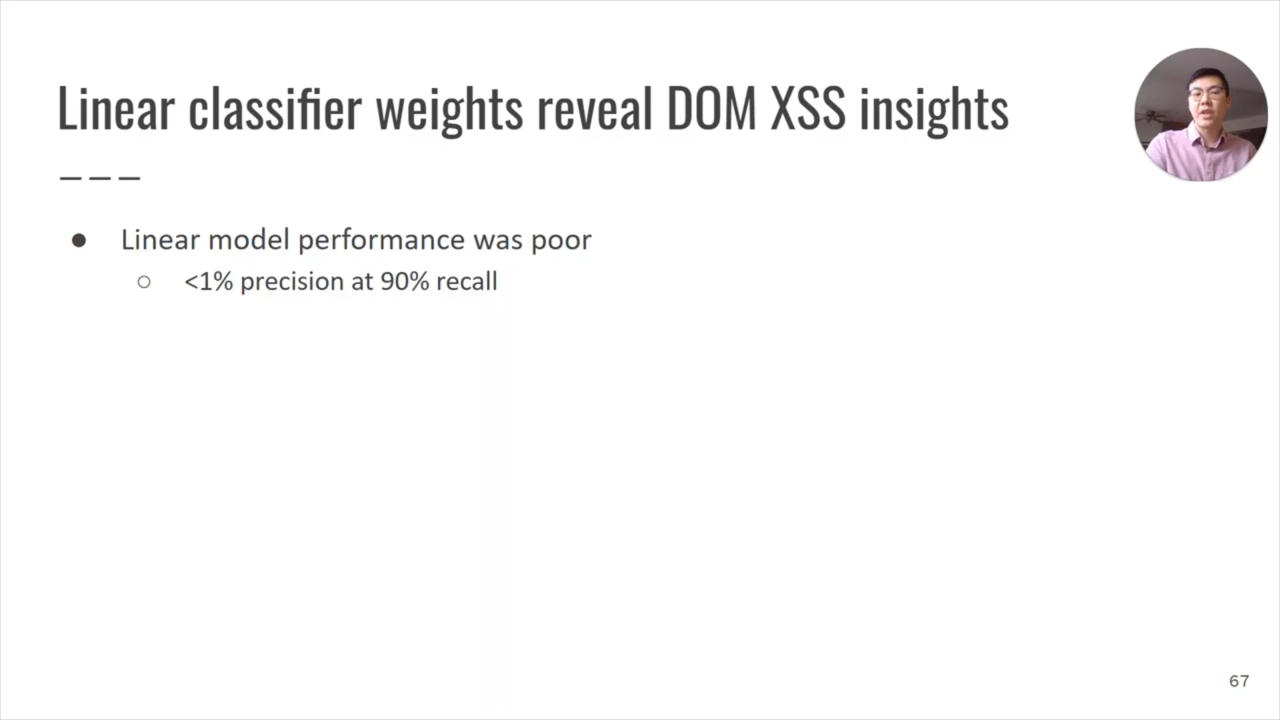 Linear classifier weights reveal DOM XSS insights
● Linear model performance was poor
○ <1% precision at 90% recall
67